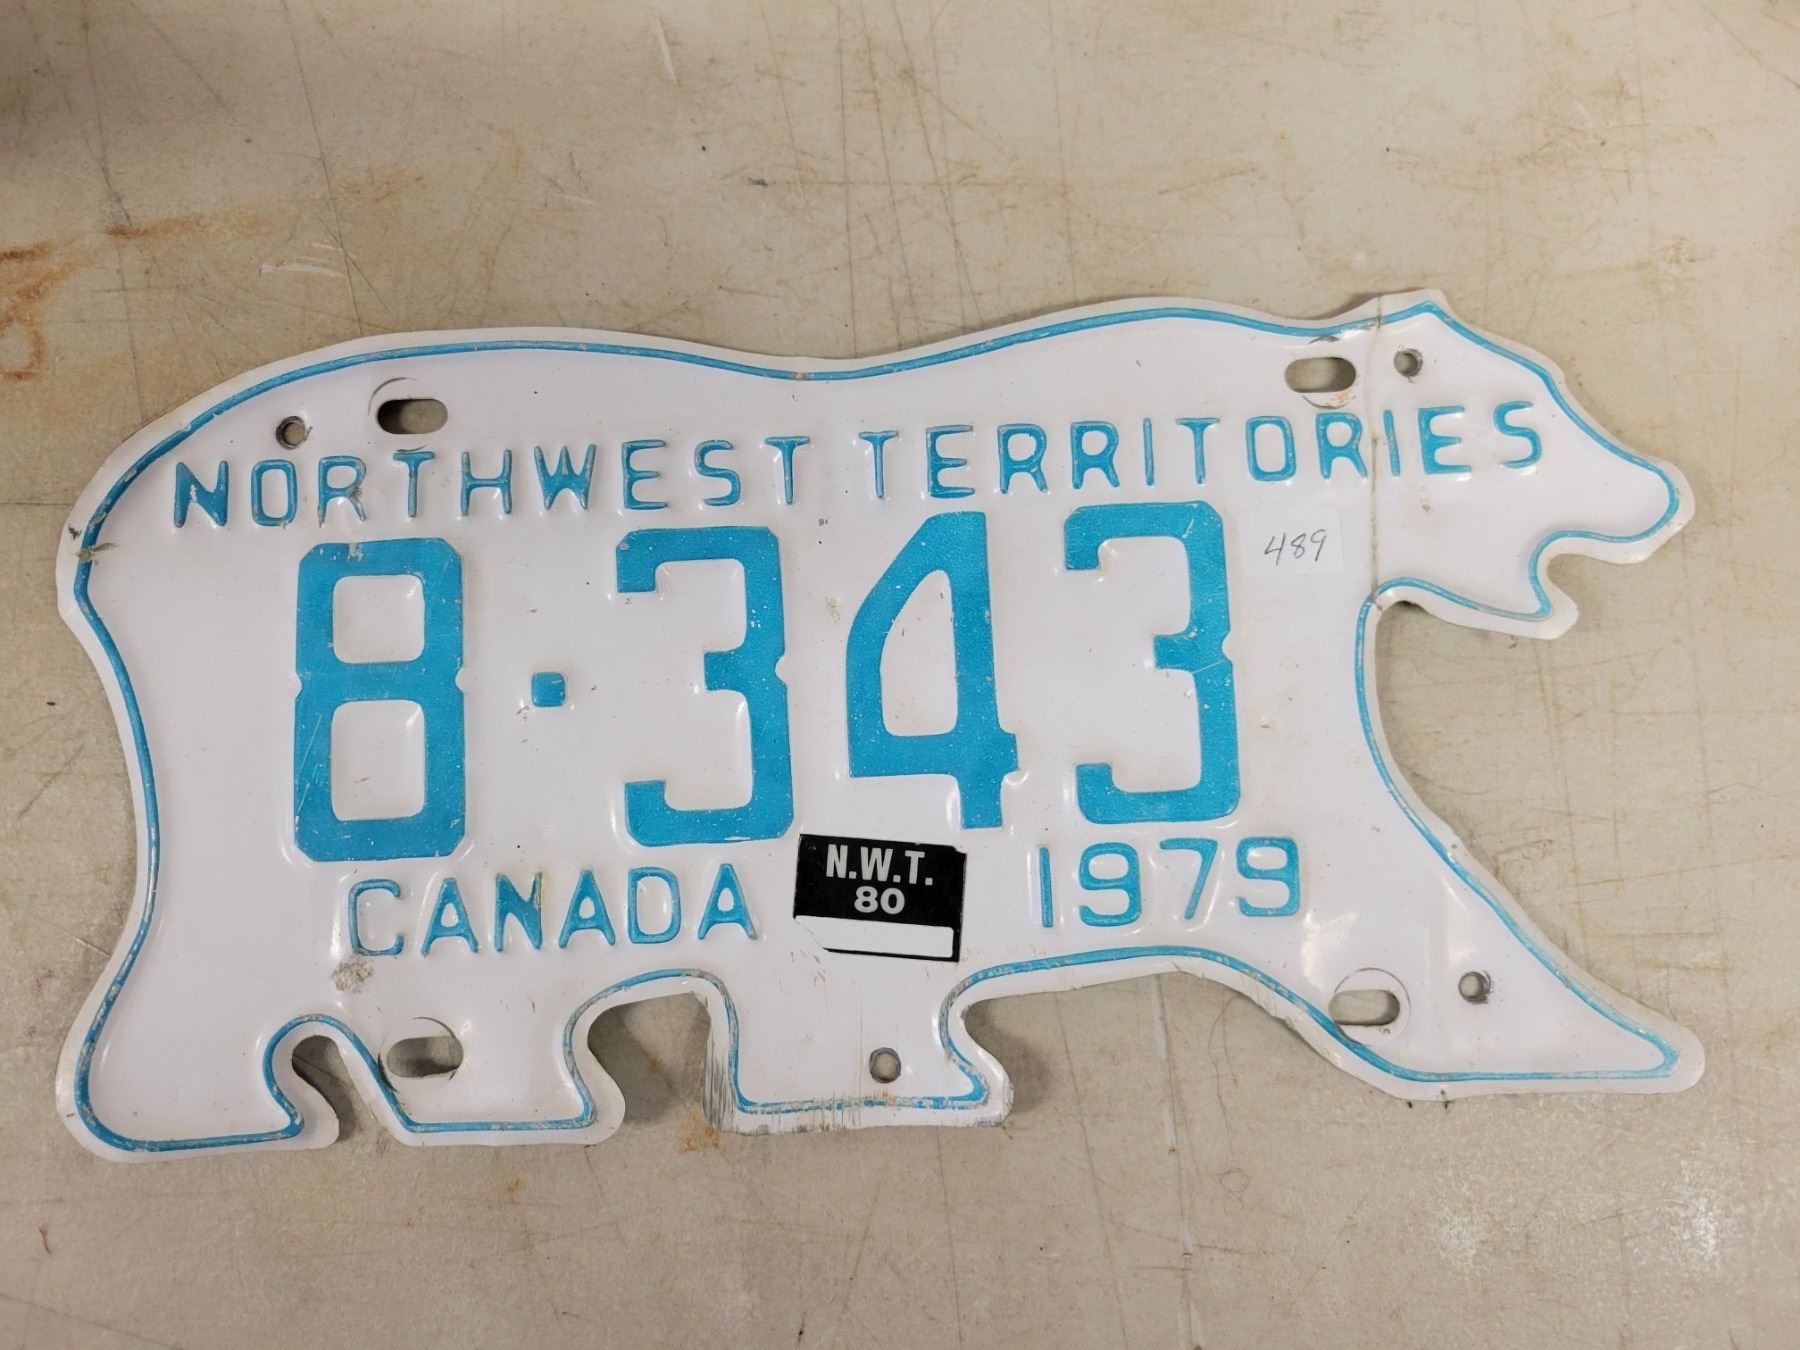 NORTHWEST TERRITORIES
8·343
489
CANADA 1979
N.W.T.
80